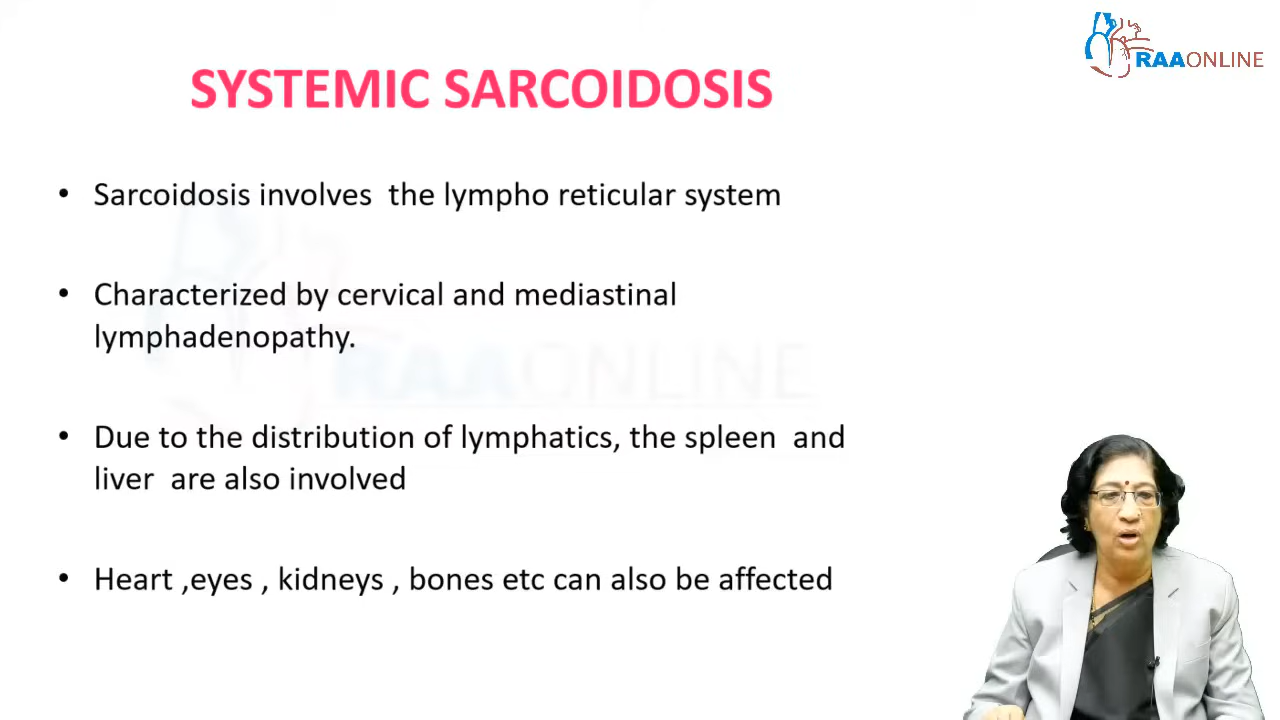 RAAONLINE
SYSTEMIC SARCOIDOSIS
• Sarcoidosis involves  the lympho reticular system
• Characterized by cervical and mediastinal
lymphadenopathy.
RAAONLINE
• Due to the distribution of lymphatics, the spleen  and
liver  are also involved
• Heart ,eyes , kidneys , bones etc can also be affected